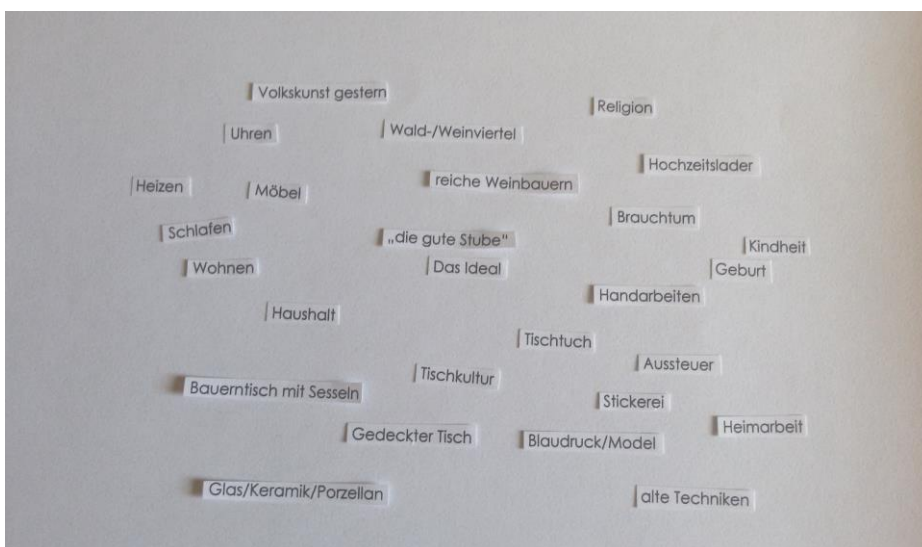 Volkskunst gestern
Religion
Uhren
Wald-/Weinviertel
Hochzeitslader
Heizen
Möbel
reiche Weinbauern
Brauchtum
Schlafen
„die gute Stube"
Kindheit
Wohnen
Das Ideal
Geburt
Handarbeiten
Haushalt
Tischtuch
Aussteuer
Tischkultur
Bauerntisch mit Sesseln
Stickerei
Heimarbeit
Gedeckter Tisch
Blaudruck/Model
Glas/Keramik/Porzellan
alte Techniken